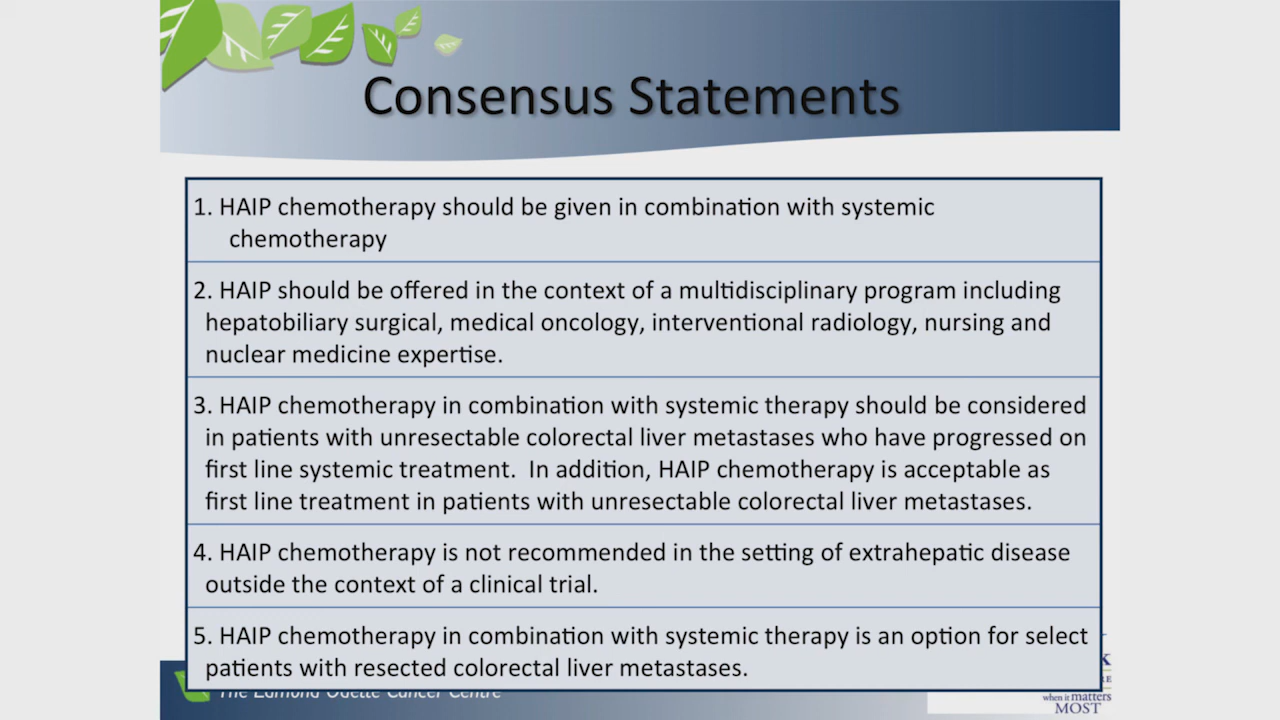 Consensus Statements
1. HAIP chemotherapy should be given in combination with systemic
chemotherapy
2. HAIP should be offered in the context of a multidisciplinary program including
hepatobiliary surgical, medical oncology, interventional radiology, nursing and
nuclear medicine expertise.
3. HAIP chemotherapy in combination with systemic therapy should be considered
in patients with unresectable colorectal liver metastases who have progressed on
first line systemic treatment.  In addition, HAIP chemotherapy is acceptable as
first line treatment in patients with unresectable colorectal liver metastases.
4. HAIP chemotherapy is not recommended in the setting of extrahepatic disease
outside the context of a clinical trial.
5. HAIP chemotherapy in combination with systemic therapy is an option for select
patients with resected colorectal liver metastases.
The Edmond Odette Cancer Centre
when it matters
MOST